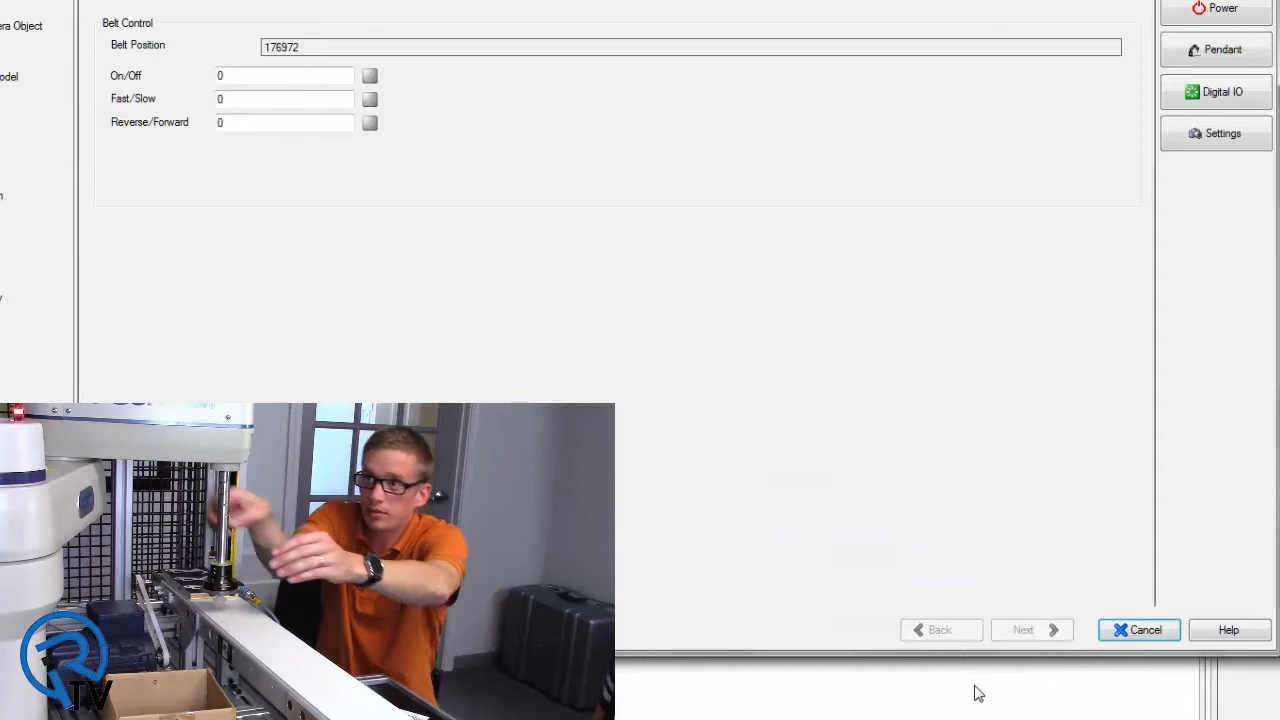 era Object
odel
n
y
Belt Control
Belt Position 176972
On/Off 0
Fast/Slow 0
Reverse/Forward 0
Power
Pendant
Digital IO
Settings
Back Next Cancel Help
R
TV